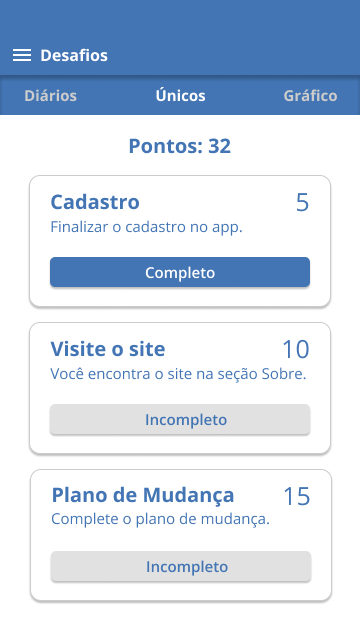 Desafios
Diários Únicos Gráfico
Pontos: 32
Cadastro 5
Finalizar o cadastro no app.
Completo
Visite o site 10
Você encontra o site na seção Sobre.
Incompleto
Plano de Mudança 15
Complete o plano de mudança.
Incompleto